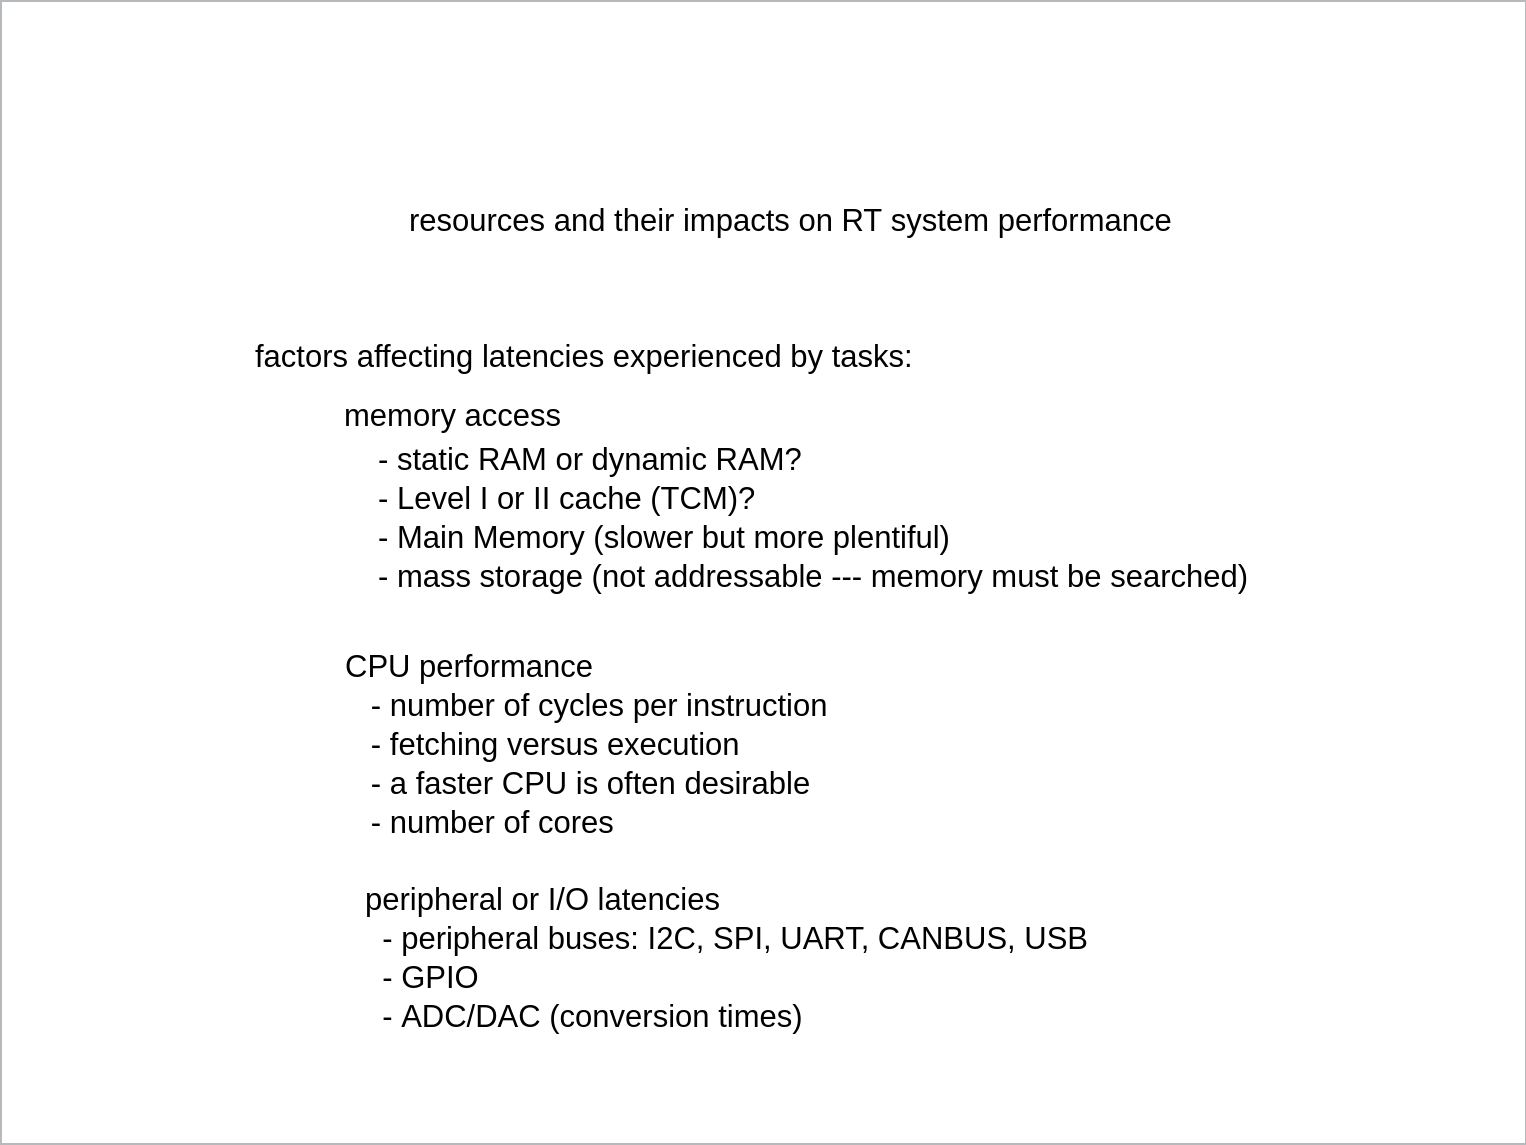 resources and their impacts on RT system performance
factors affecting latencies experienced by tasks:
memory access
- static RAM or dynamic RAM?
- Level I or II cache (TCM)?
- Main Memory (slower but more plentiful)
- mass storage (not addressable --- memory must be searched)
CPU performance
- number of cycles per instruction
- fetching versus execution
- a faster CPU is often desirable
- number of cores
peripheral or I/O latencies
- peripheral buses: I2C, SPI, UART, CANBUS, USB
- GPIO
- ADC/DAC (conversion times)